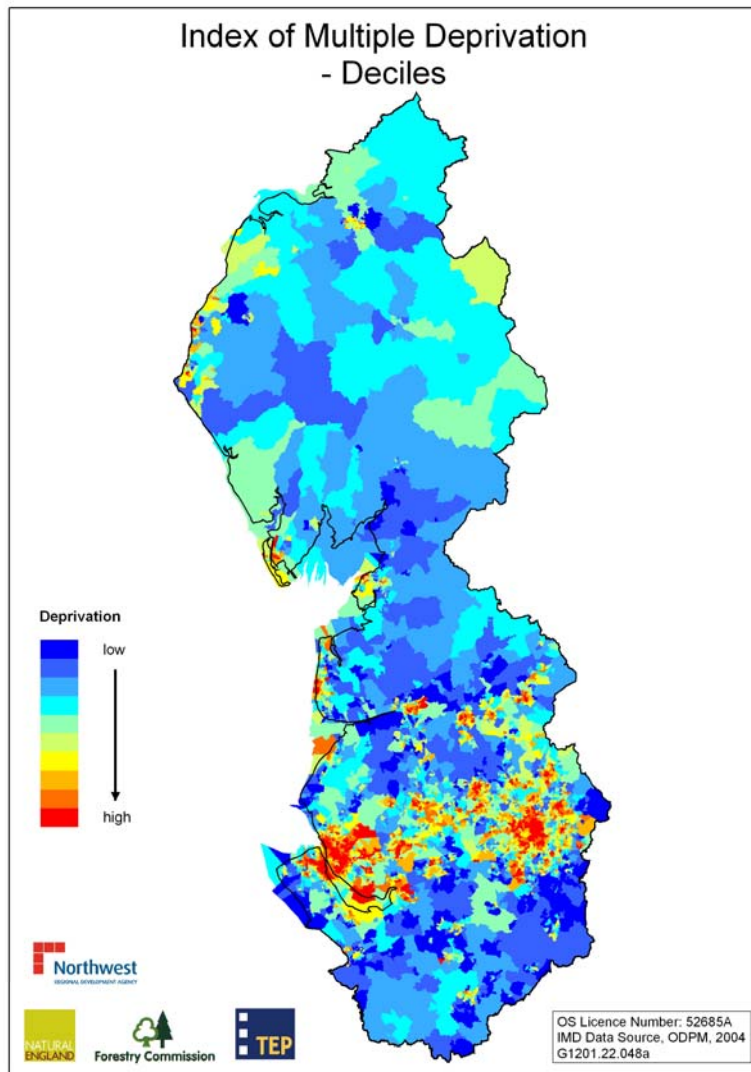 Index of Multiple Deprivation
- Deciles
Deprivation
low
high
Northwest
REGIONAL DEVELOPMENT AGENCY
NATURAL
ENGLAND
Forestry Commission
TEP
OS Licence Number: 52685A
IMD Data Source, ODPM, 2004
G1201.22.048a